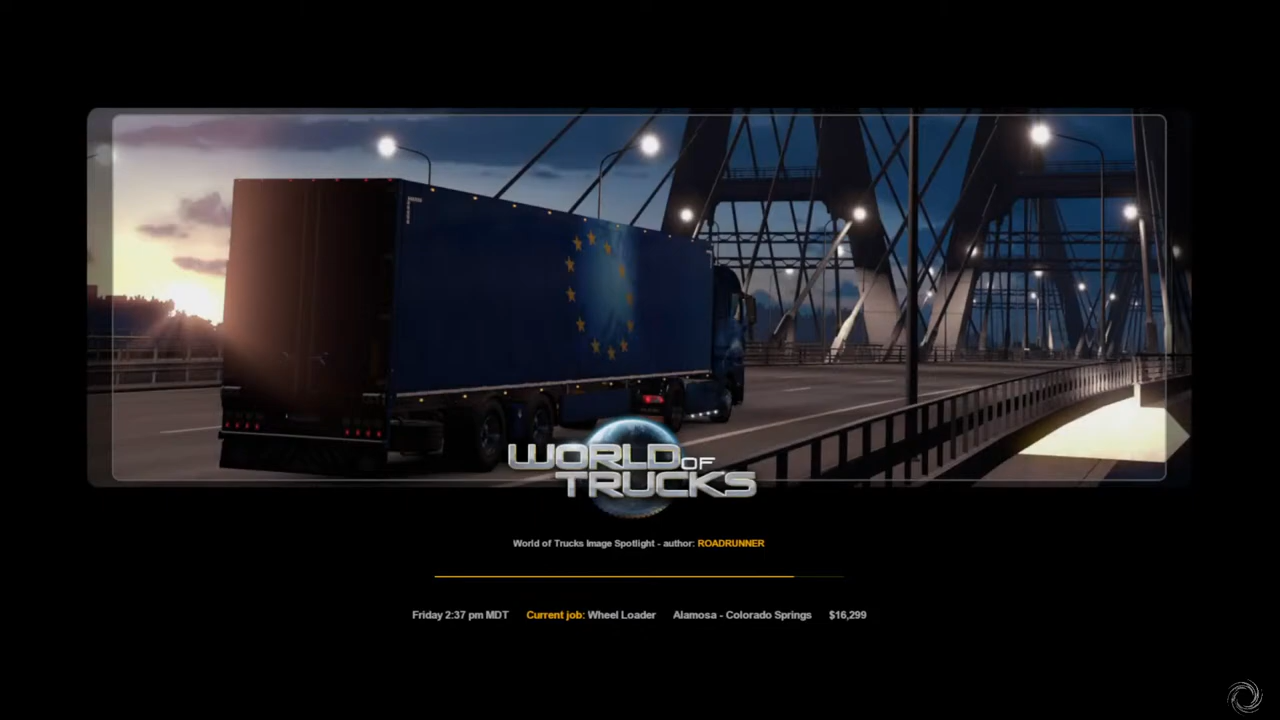 WORLD OF
TRUCKS
World of Trucks Image Spotlight - author: ROADRUNNER
Friday 2:37 pm MDT Current job: Wheel Loader Alamosa - Colorado Springs $16,299